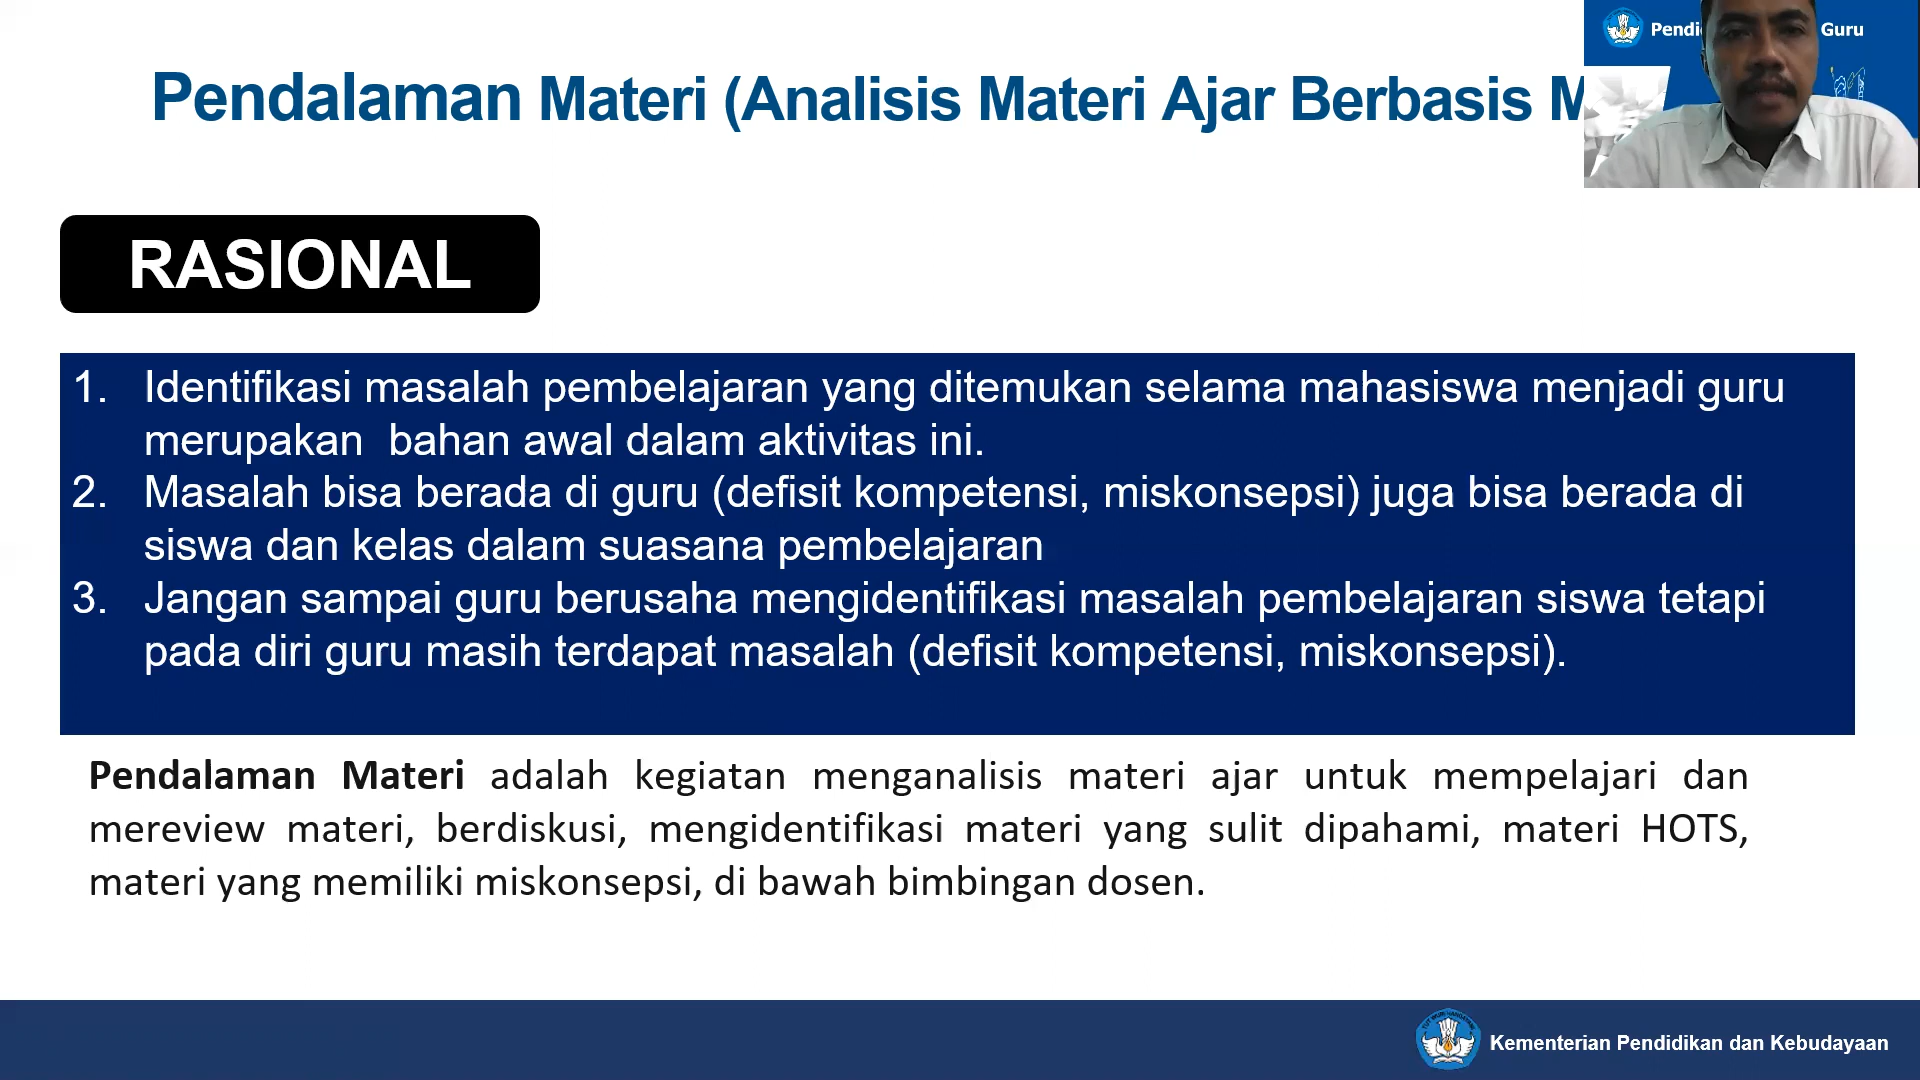 Guru
Pendalaman Materi (Analisis Materi Ajar Berbasis
RASIONAL
1. Identifikasi masalah pembelajaran yang ditemukan selama mahasiswa menjadi guru
merupakan bahan awal dalam aktivitas ini.
2. Masalah bisa berada di guru (defisit kompetensi, miskonsepsi) juga bisa berada di
siswa dan kelas dalam suasana pembelajaran
3. Jangan sampai guru berusaha mengidentifikasi masalah pembelajaran siswa tetapi
pada diri guru masih terdapat masalah (defisit kompetensi, miskonsepsi).
Pendalaman Materi adalah kegiatan menganalisis materi ajar untuk mempelajari dan
mereview materi, berdiskusi, mengidentifikasi materi yang sulit dipahami, materi HOTS,
materi yang memiliki miskonsepsi, di bawah bimbingan dosen.
Kementerian Pendidikan dan Kebudayaan